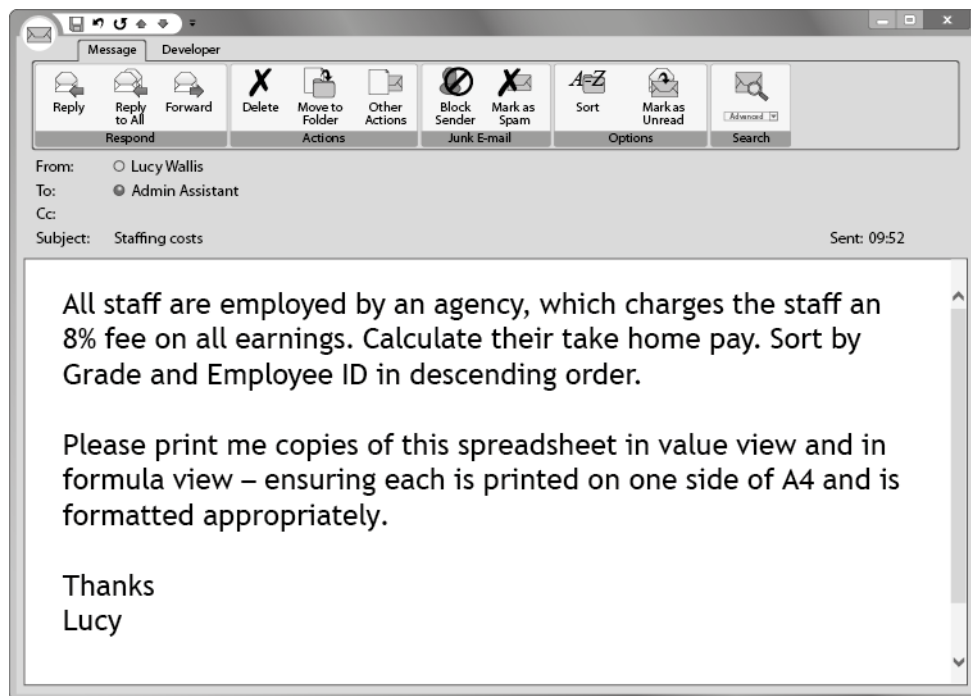 Message Developer
Reply Reply to All Forward Delete Move to Folder Other Actions Block Sender Mark as Spam A=Z Sort Mark as Unread Advanced
Respond Actions Junk E-mail Options Search
From: Lucy Wallis
To: Admin Assistant
Cc:
Subject: Staffing costs Sent: 09:52
All staff are employed by an agency, which charges the staff an
8% fee on all earnings. Calculate their take home pay. Sort by
Grade and Employee ID in descending order.
Please print me copies of this spreadsheet in value view and in
formula view – ensuring each is printed on one side of A4 and is
formatted appropriately.
Thanks
Lucy